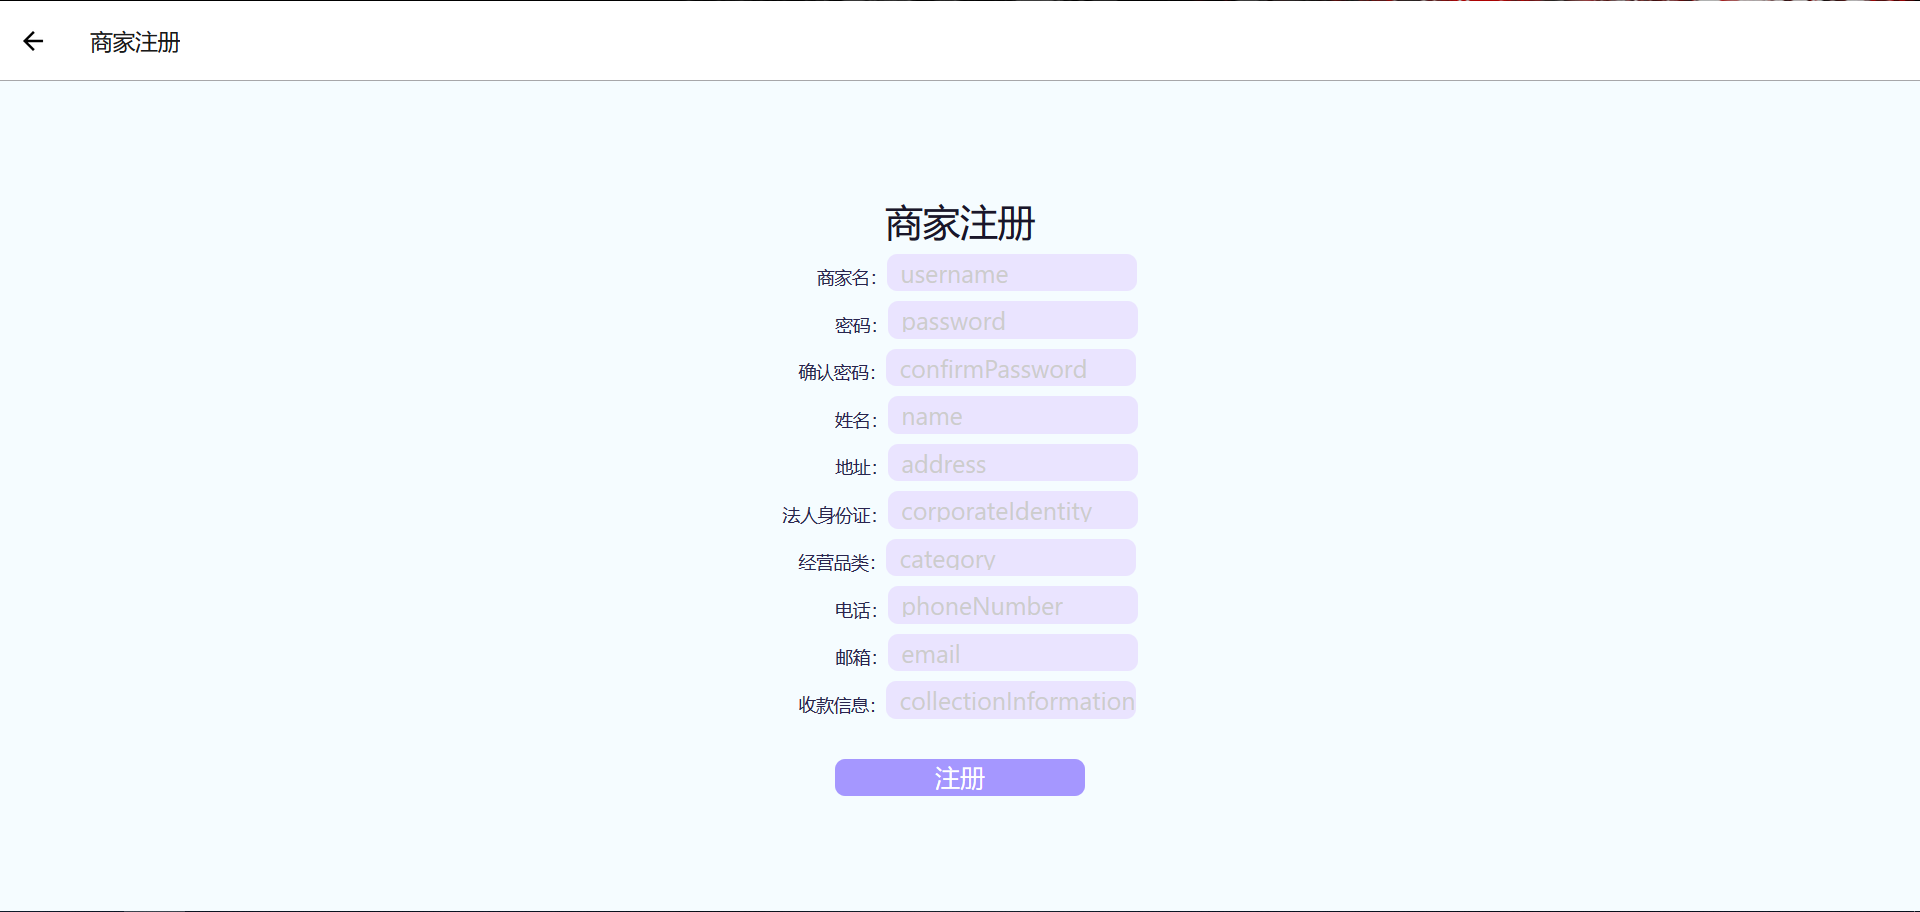 商家注册
商家注册
商家名： username
密码： password
确认密码： confirmPassword
姓名： name
地址： address
法人身份证： corporateIdentity
经营品类： category
电话： phoneNumber
邮箱： email
收款信息： collectionInformation
注册